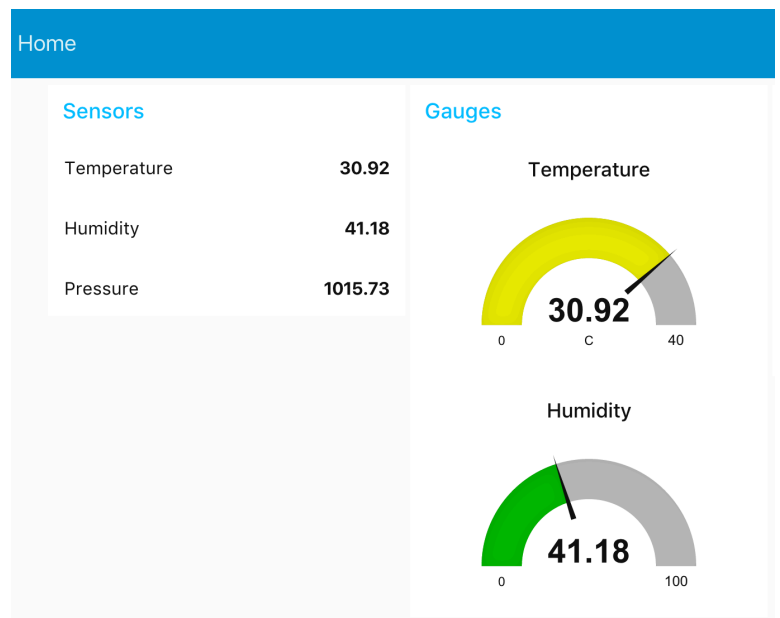 Home
Sensors
Temperature 30.92
Humidity 41.18
Pressure 1015.73
Gauges
Temperature
30.92
0 C 40
Humidity
41.18
0 100